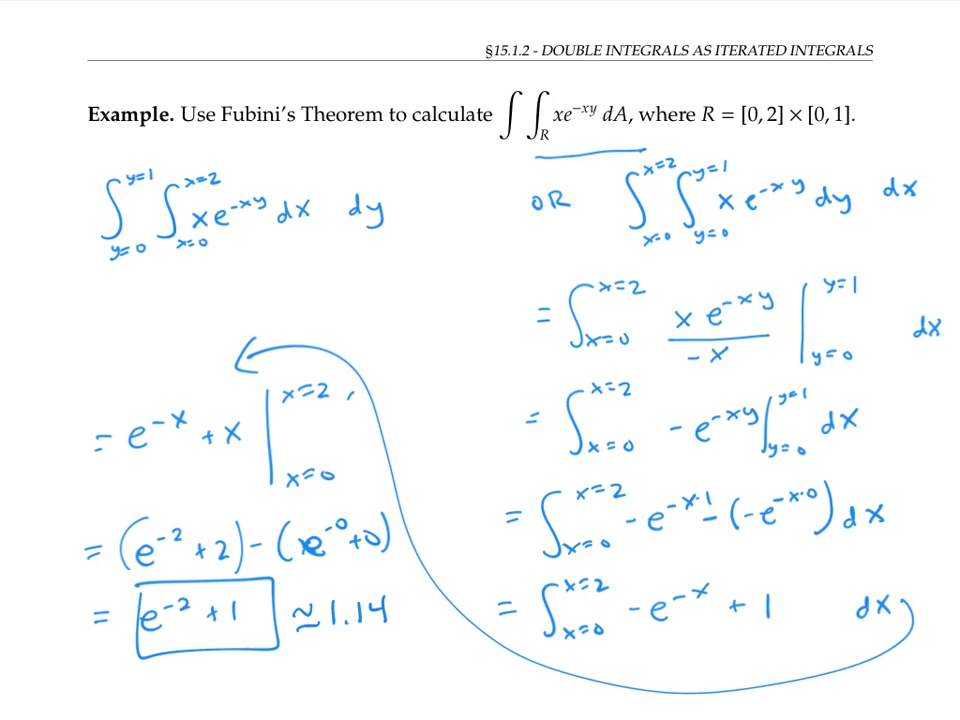 §15.1.2 - DOUBLE INTEGRALS AS ITERATED INTEGRALS
Example. Use Fubini's Theorem to calculate ∫∫_R xe^{−xy} dA, where R = [0, 2] × [0, 1].
∫_{y=0}^{y=1} ∫_{x=0}^{x=2} xe^{-xy} dx dy
OR ∫_{x=0}^{x=2} ∫_{y=0}^{y=1} x e^{-xy} dy dx
= ∫_{x=0}^{x=2} \frac{x e^{-xy}}{-x} |_{y=0}^{y=1} dx
= ∫_{x=0}^{x=2} -e^{-xy} |_{y=0}^{y=1} dx
= ∫_{x=0}^{x=2} -e^{-x·1} - (-e^{-x·0}) dx
= ∫_{x=0}^{x=2} -e^{-x} + 1 dx
= e^{-x} + x |_{x=0}^{x=2}
= (e^{-2} + 2) - (e^{-0} + 0)
= e^{-2} + 1 ≃ 1.14